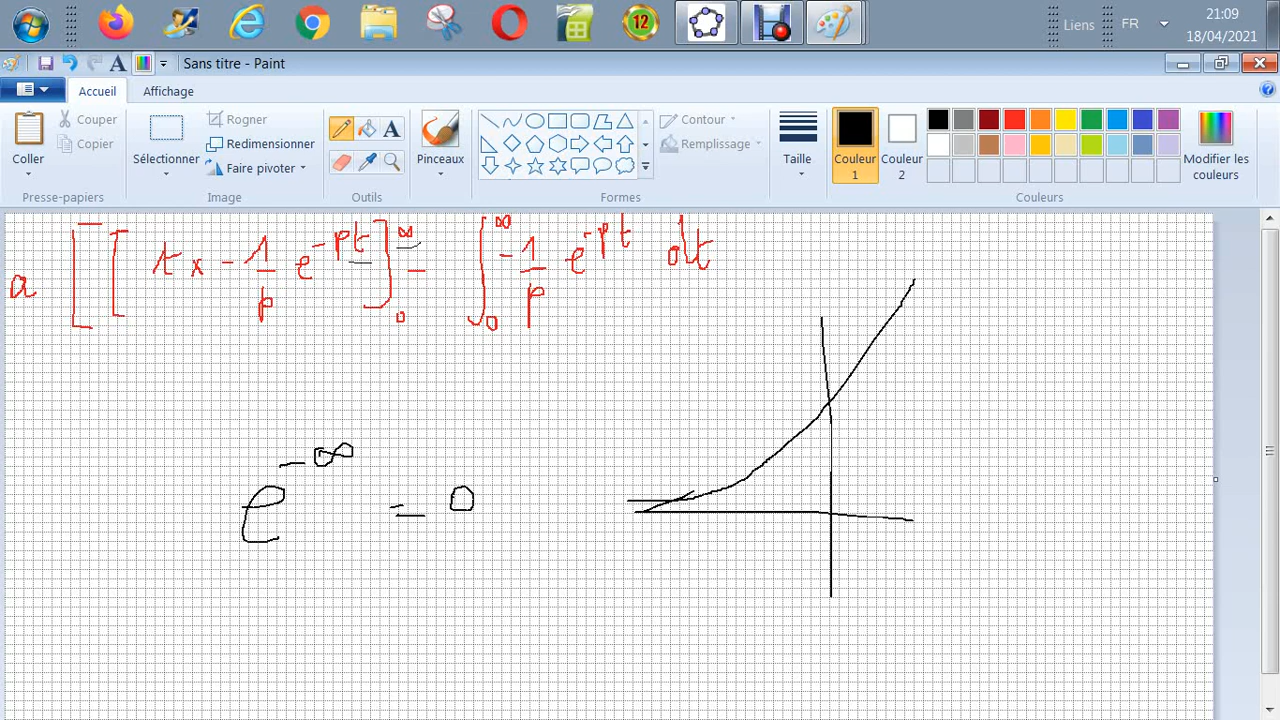 12
Liens
FR
21:09
18/04/2021
Sans titre - Paint
Accueil
Affichage
Coller
Couper
Copier
Sélectionner
Rogner
Redimensionner
Faire pivoter
Pinceaux
Contour
Remplissage
Taille
Couleur 1
Couleur 2
Modifier les couleurs
Presse-papiers
Image
Outils
Formes
Couleurs
a [ [ t x - 1/p e^{-pt} ]_0^∞ - ∫_0^∞ - 1/p e^{-pt} dt
e^{-∞} = 0